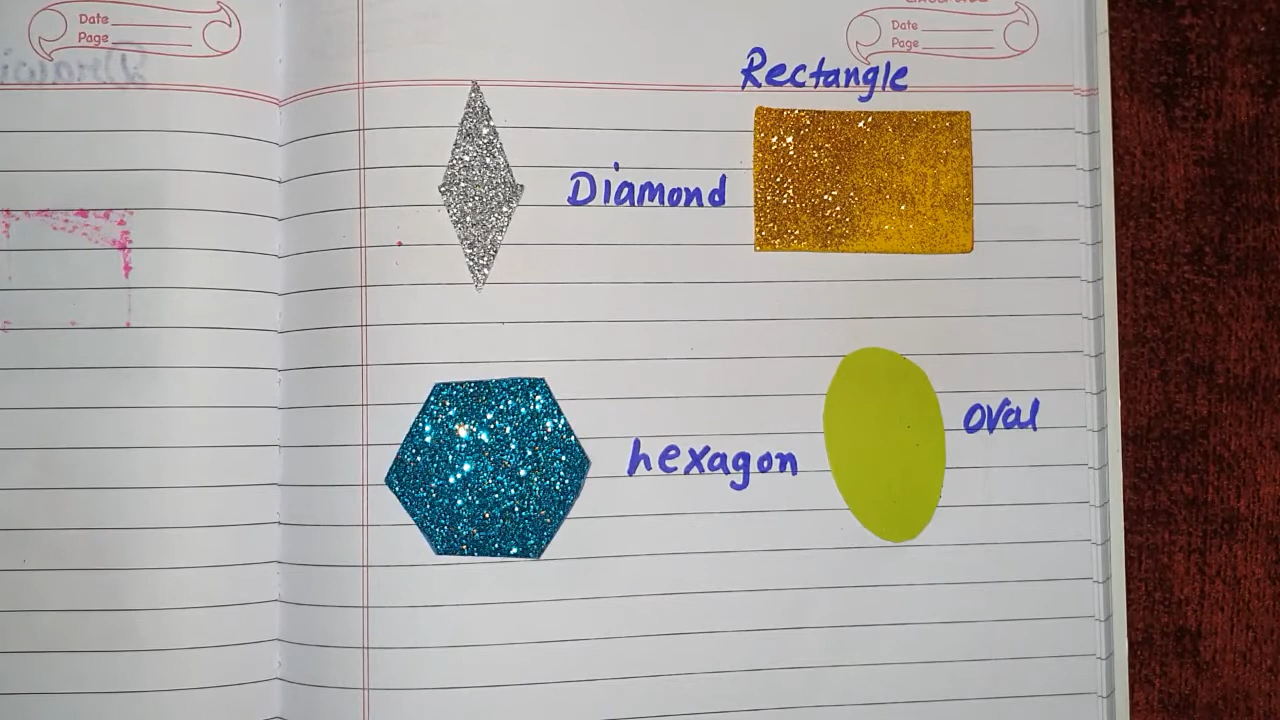 Date
Page
Date
Page
Rectangle
Diamond
hexagon
oval